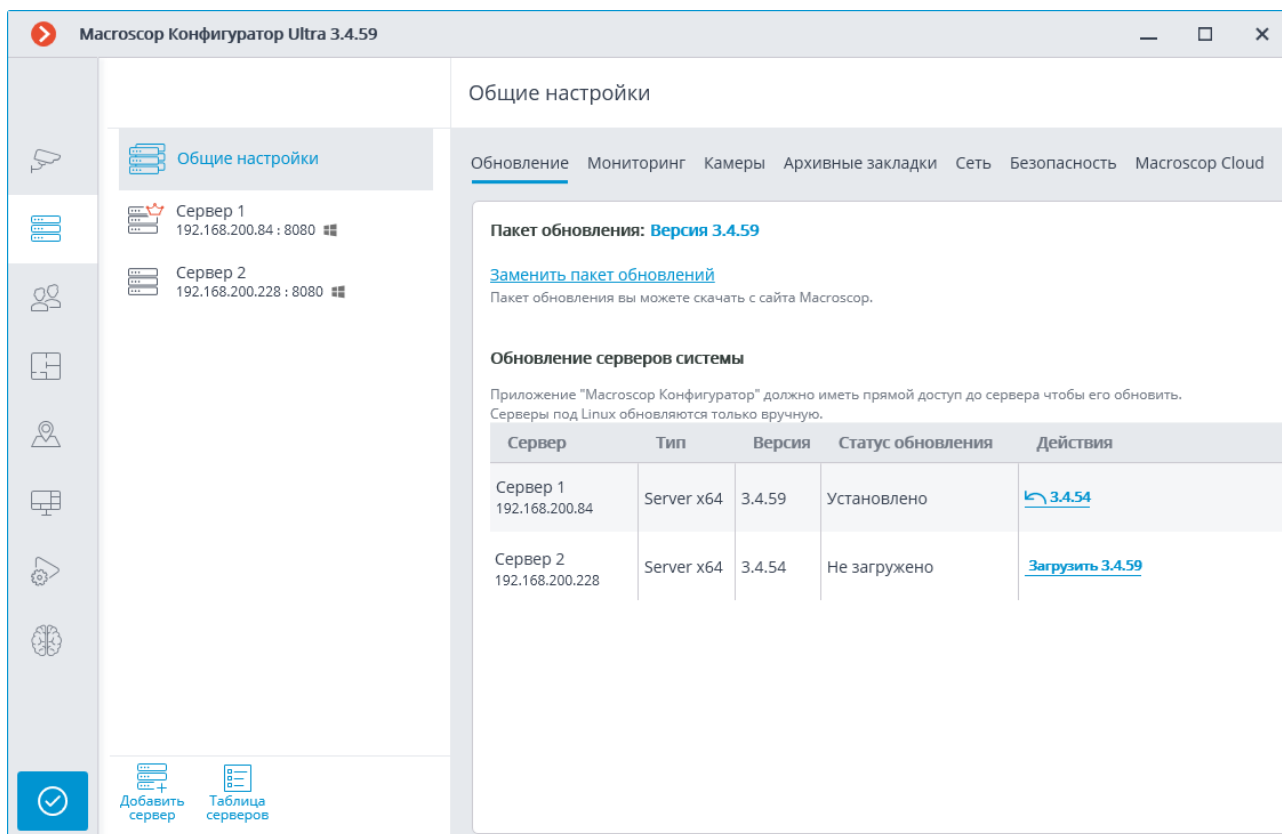 Macroscop Конфигуратор Ultra 3.4.59
Общие настройки
Общие настройки
Сервер 1
192.168.200.84 : 8080
Сервер 2
192.168.200.228 : 8080
Добавить сервер
Таблица серверов
Обновление Мониторинг Камеры Архивные закладки Сеть Безопасность Macroscop Cloud
Пакет обновления: Версия 3.4.59
Заменить пакет обновлений
Пакет обновления вы можете скачать с сайта Macroscop.
Обновление серверов системы
Приложение "Macroscop Конфигуратор" должно иметь прямой доступ до сервера чтобы его обновить.
Серверы под Linux обновляются только вручную.
Сервер Тип Версия Статус обновления Действия
Сервер 1
192.168.200.84
Server x64 3.4.59 Установлено 3.4.54
Сервер 2
192.168.200.228
Server x64 3.4.54 Не загружено Загрузить 3.4.59